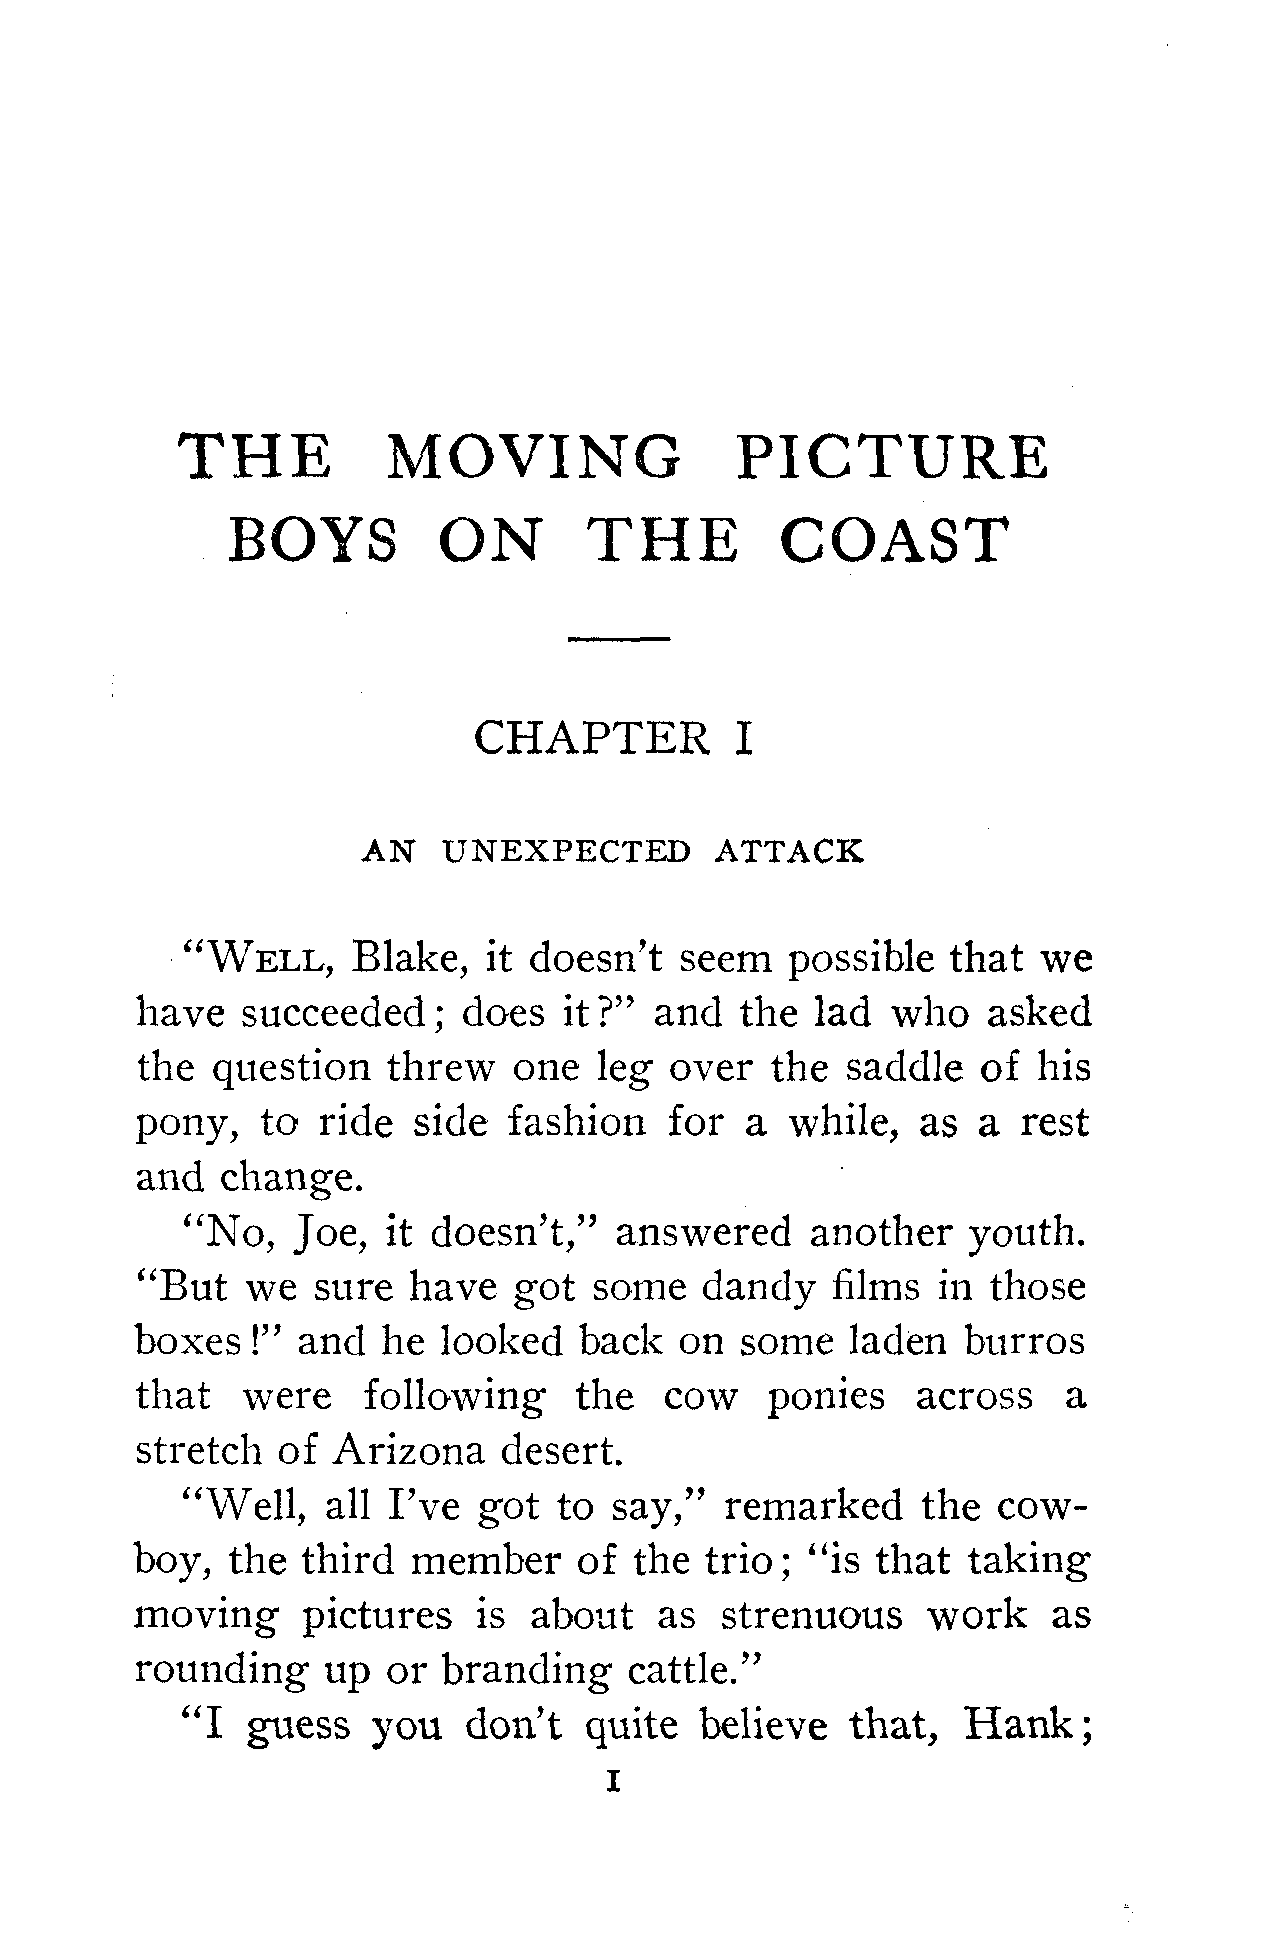 THE MOVING PICTURE
BOYS ON THE COAST
CHAPTER I
AN UNEXPECTED ATTACK
"WELL, Blake, it doesn't seem possible that we
have succeeded; does it?" and the lad who asked
the question threw one leg over the saddle of his
pony, to ride side fashion for a while, as a rest
and change.
"No, Joe, it doesn't," answered another youth.
"But we sure have got some dandy films in those
boxes!" and he looked back on some laden burros
that were following the cow ponies across a
stretch of Arizona desert.
"Well, all I've got to say," remarked the cow-
boy, the third member of the trio; "is that taking
moving pictures is about as strenuous work as
rounding up or branding cattle."
"I guess you don't quite believe that, Hank;
1